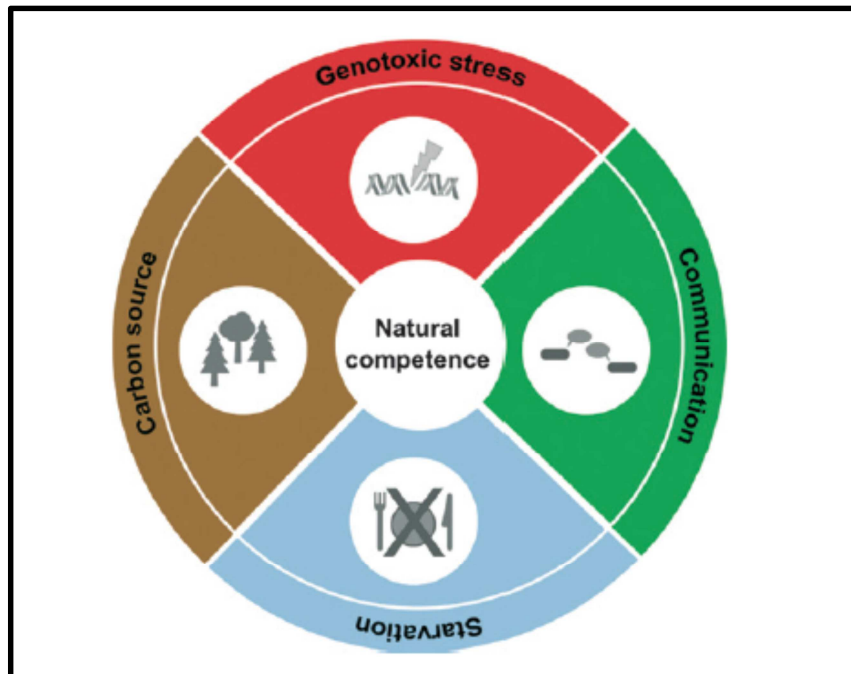 Genotoxic stress
Communication
Carbon source
Natural
competence
Starvation